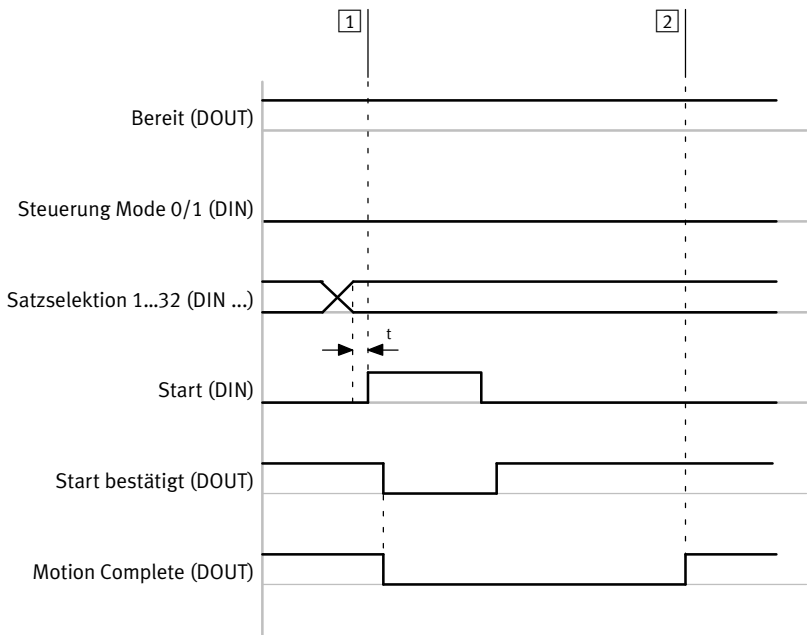 1
2
Bereit (DOUT)
Steuerung Mode 0/1 (DIN)
Satzselektion 1...32 (DIN ...)
t
Start (DIN)
Start bestätigt (DOUT)
Motion Complete (DOUT)